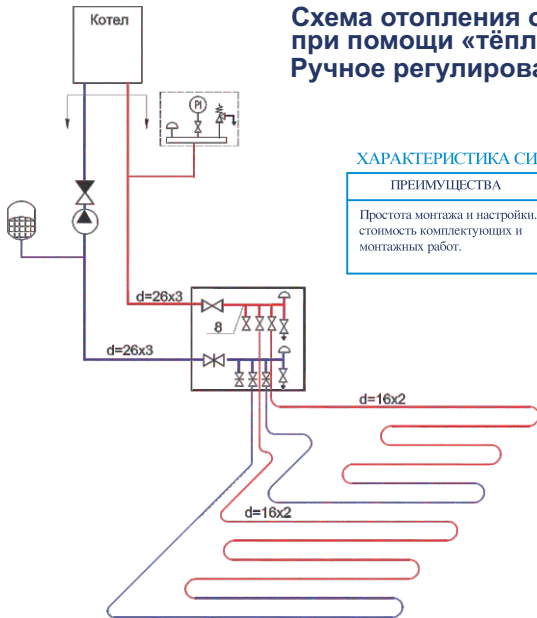 Котел
Схема отопления
при помощи «тёпл
Ручное регулирова
PI
ХАРАКТЕРИСТИКА СИ
ПРЕИМУЩЕСТВА
Простота монтажа и настройки.
стоимость комплектующих и
монтажных работ.
d=26x3
8
d=26x3
d=16x2
d=16x2